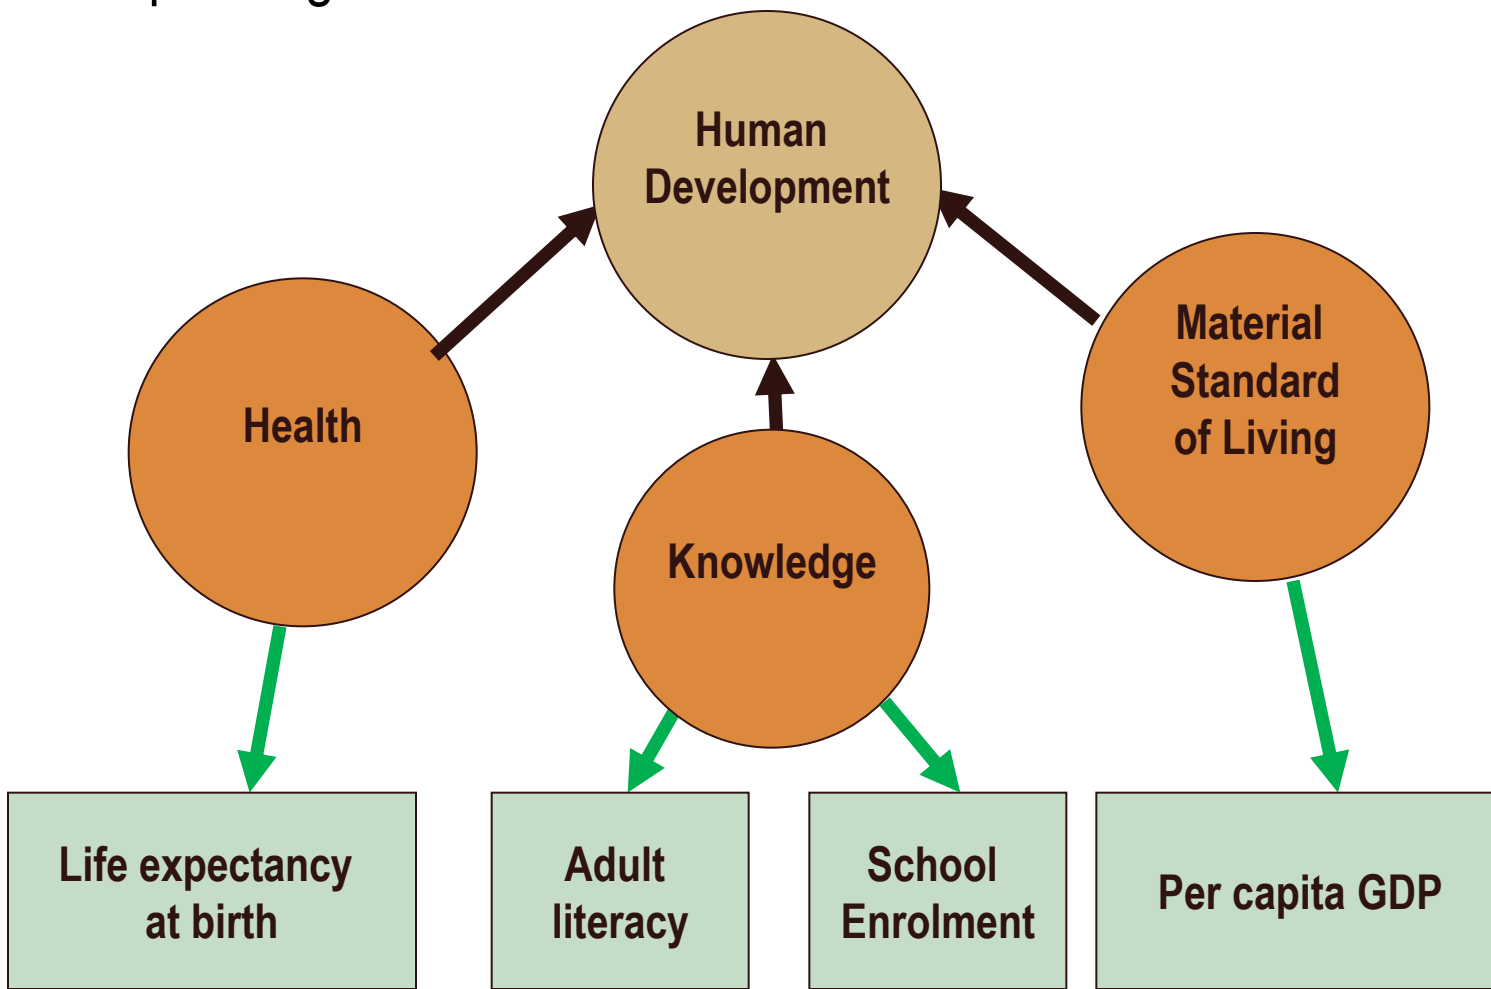 Human
Development
Health
Knowledge
Material
Standard
of Living
Life expectancy
at birth
Adult
literacy
School
Enrolment
Per capita GDP